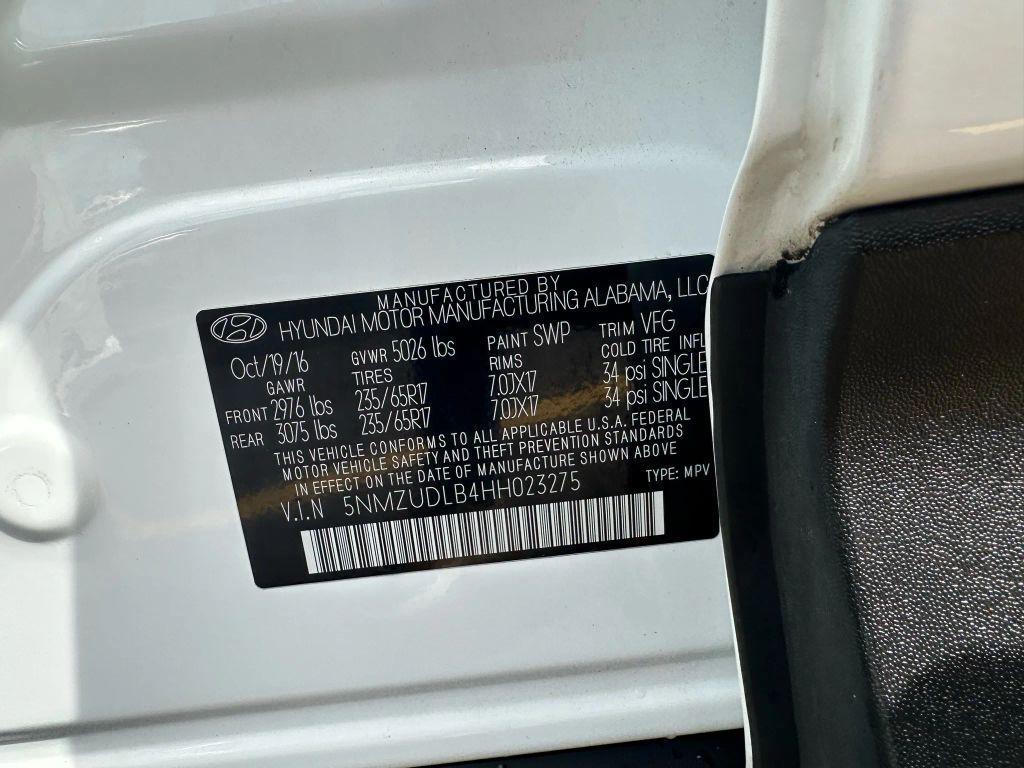 MANUFACTURED BY
HYUNDAI MOTOR MANUFACTURING ALABAMA, LLC
Oct/19/16 GVWR 5026 lbs PAINT SWP TRIM VFG
GAWR TIRES RIMS COLD TIRE INFL
FRONT 2976 lbs 235/65R17 7.0JX17 34 psi SINGLE
REAR 3075 lbs 235/65R17 7.0JX17 34 psi SINGLE
THIS VEHICLE CONFORMS TO ALL APPLICABLE U.S.A. FEDERAL
MOTOR VEHICLE SAFETY AND THEFT PREVENTION STANDARDS
IN EFFECT ON THE DATE OF MANUFACTURE SHOWN ABOVE
V.I.N 5NMZUDLB4HH023275 TYPE: MPV